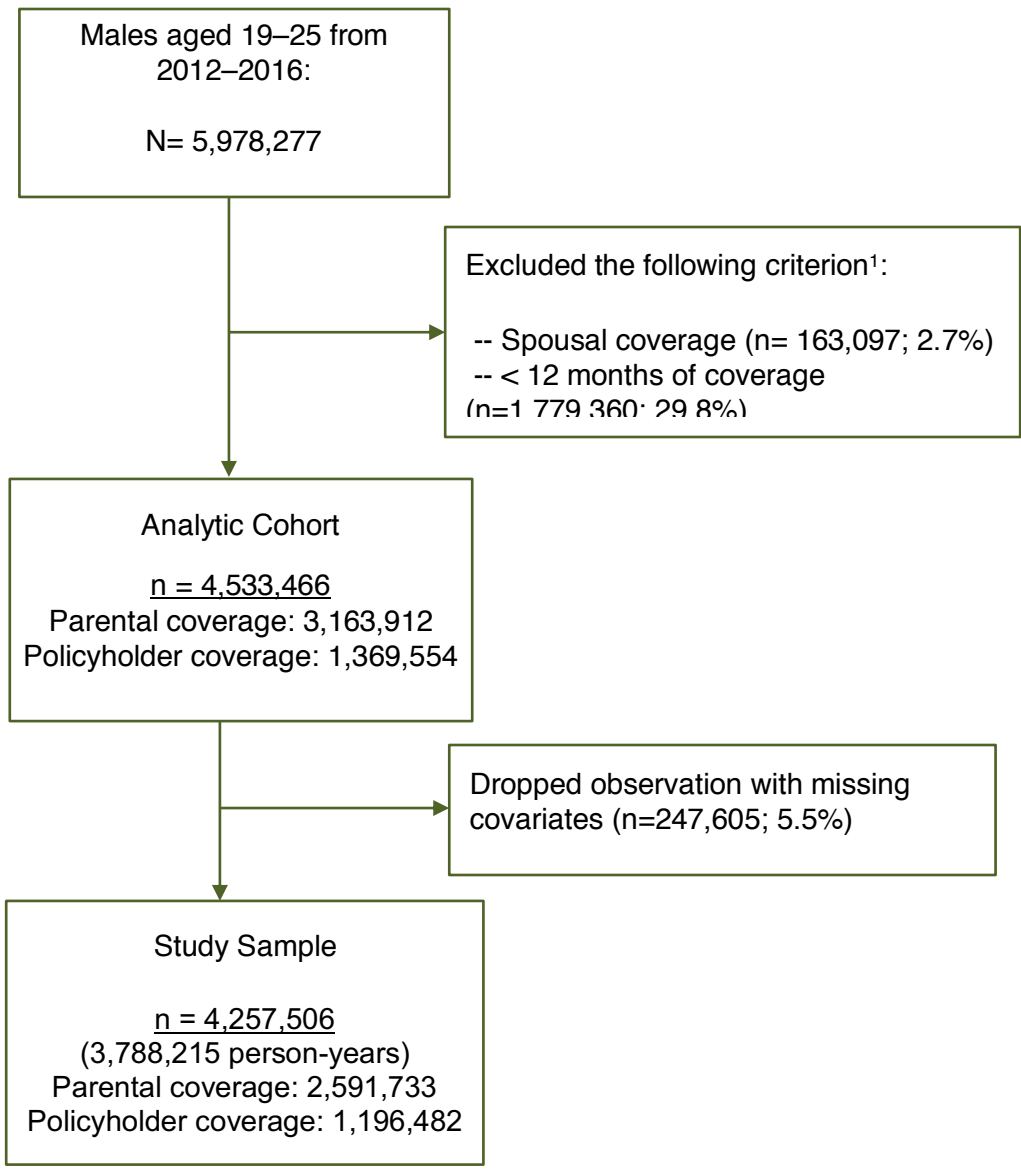 Males aged 19–25 from
2012–2016:
N= 5,978,277
Excluded the following criterion¹:
-- Spousal coverage (n= 163,097; 2.7%)
-- < 12 months of coverage
(n=1,779,360; 29.8%)
Analytic Cohort
n = 4,533,466
Parental coverage: 3,163,912
Policyholder coverage: 1,369,554
Dropped observation with missing
covariates (n=247,605; 5.5%)
Study Sample
n = 4,257,506
(3,788,215 person-years)
Parental coverage: 2,591,733
Policyholder coverage: 1,196,482